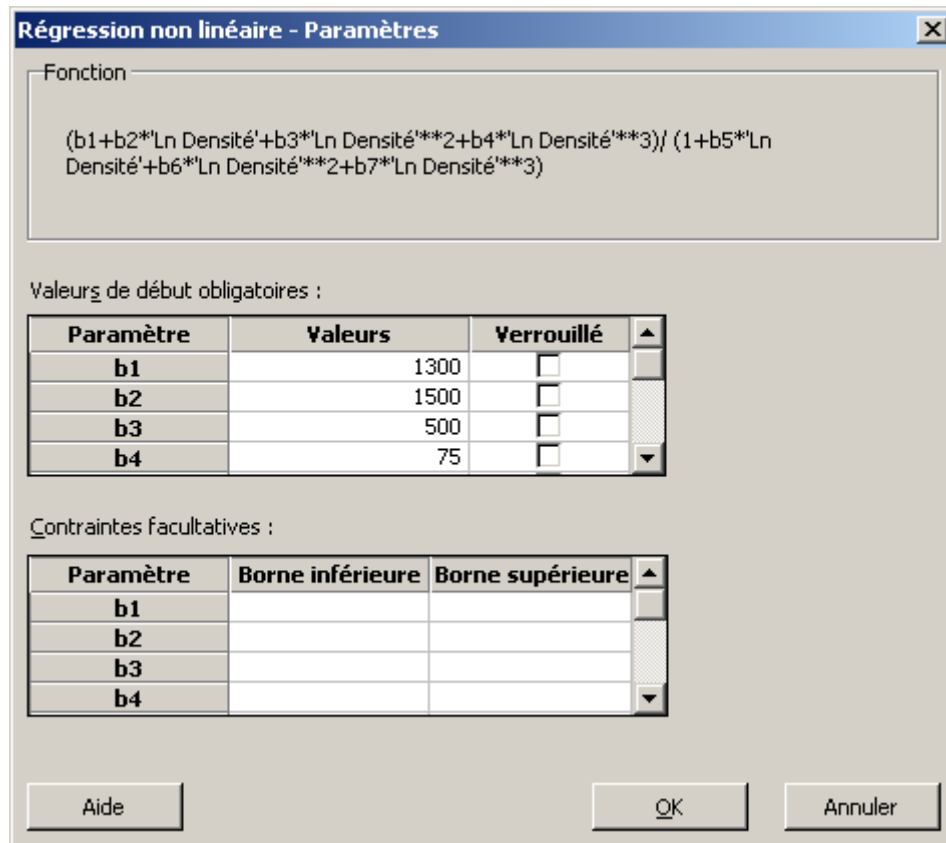 Régression non linéaire - Paramètres
Fonction
(b1+b2*'Ln Densité'+b3*'Ln Densité'**2+b4*'Ln Densité'**3)/ (1+b5*'Ln
Densité'+b6*'Ln Densité'**2+b7*'Ln Densité'**3)
Valeurs de début obligatoires :
Paramètre Valeurs Verrouillé
b1 1300
b2 1500
b3 500
b4 75
Contraintes facultatives :
Paramètre Borne inférieure Borne supérieure
b1
b2
b3
b4
Aide OK Annuler